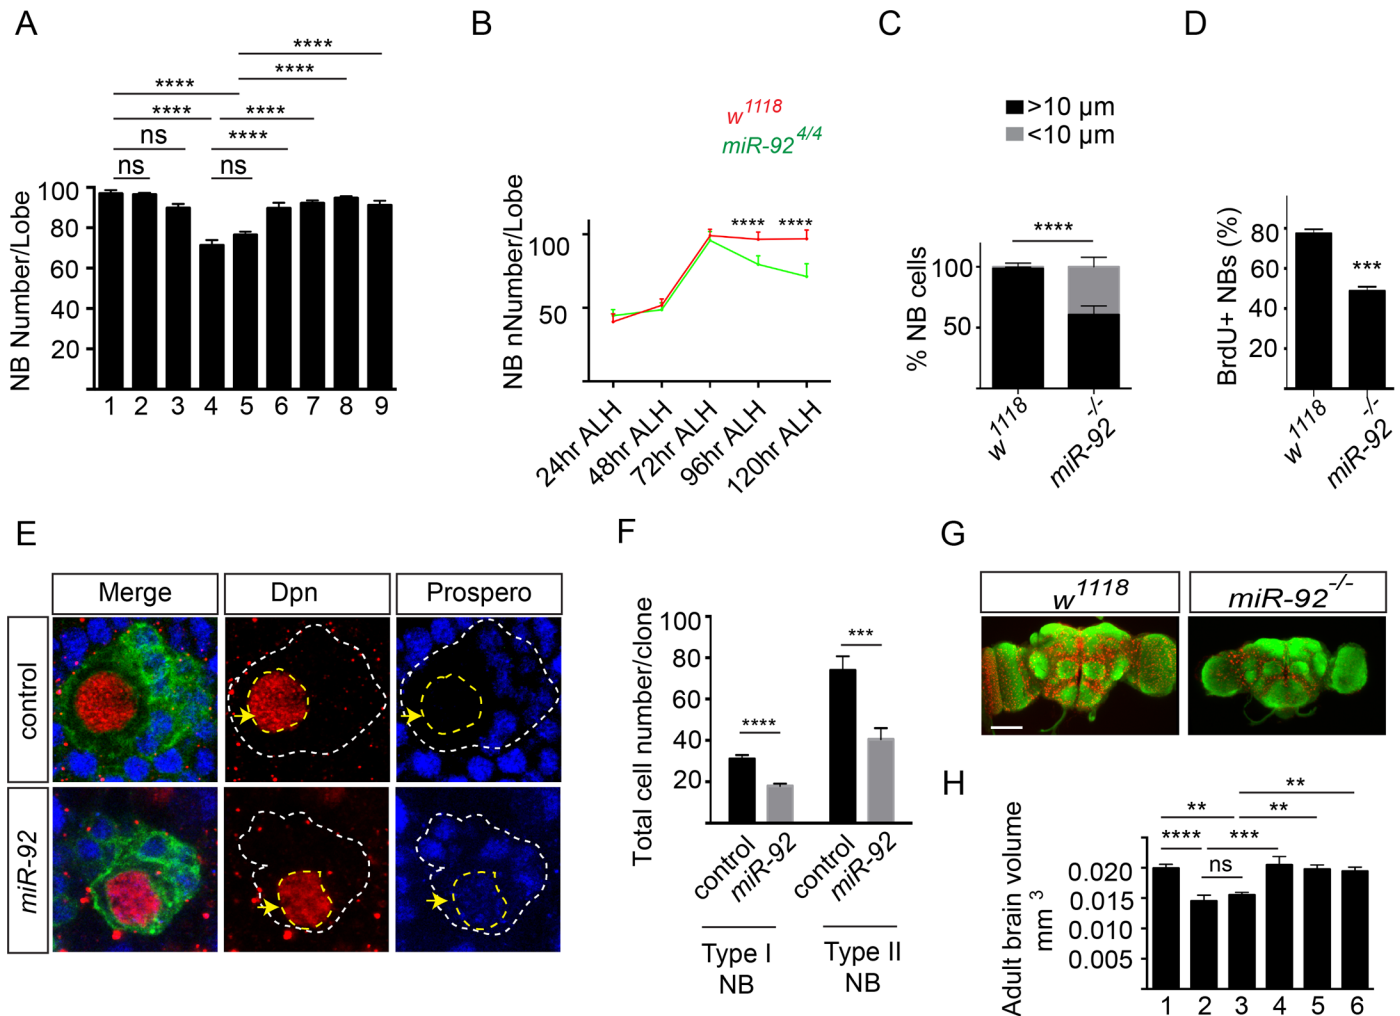 A
****
****
****
**** ****
ns ****
ns ns
NB Number/Lobe
100
80
60
40
20
1 2 3 4 5 6 7 8 9
B
w1118
miR-924/4
NB nNumber/Lobe
100
50
**** ****
24hr ALH
48hr ALH
72hr ALH
96hr ALH
120hr ALH
C
>10 µm
<10 µm
% NB cells
100
50
****
w1118
miR-92-/-
D
BrdU+ NBs (%)
80
60
40
20
***
w1118
miR-92-/-
E
Merge Dpn Prospero
control
miR-92
F
Total cell number/clone
100
80
60
40
20
****
***
control
miR-92
control
miR-92
Type I
NB
Type II
NB
G
w1118 miR-92-/-
H
Adult brain volume
mm3
0.020
0.015
0.010
0.005
**
** **
**** ***
ns
1 2 3 4 5 6